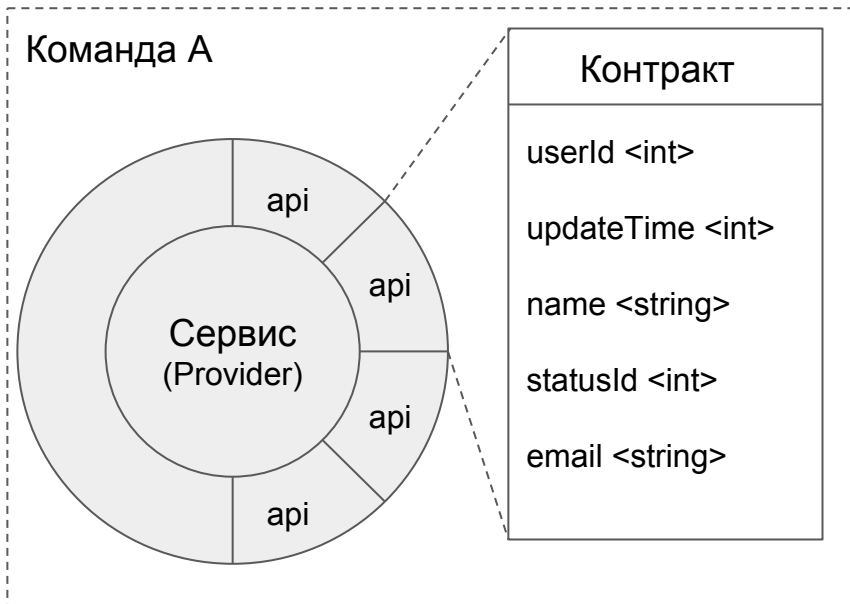 Команда А
Контракт
userId <int>
updateTime <int>
name <string>
statusId <int>
email <string>
api
api
Сервис
(Provider)
api
api